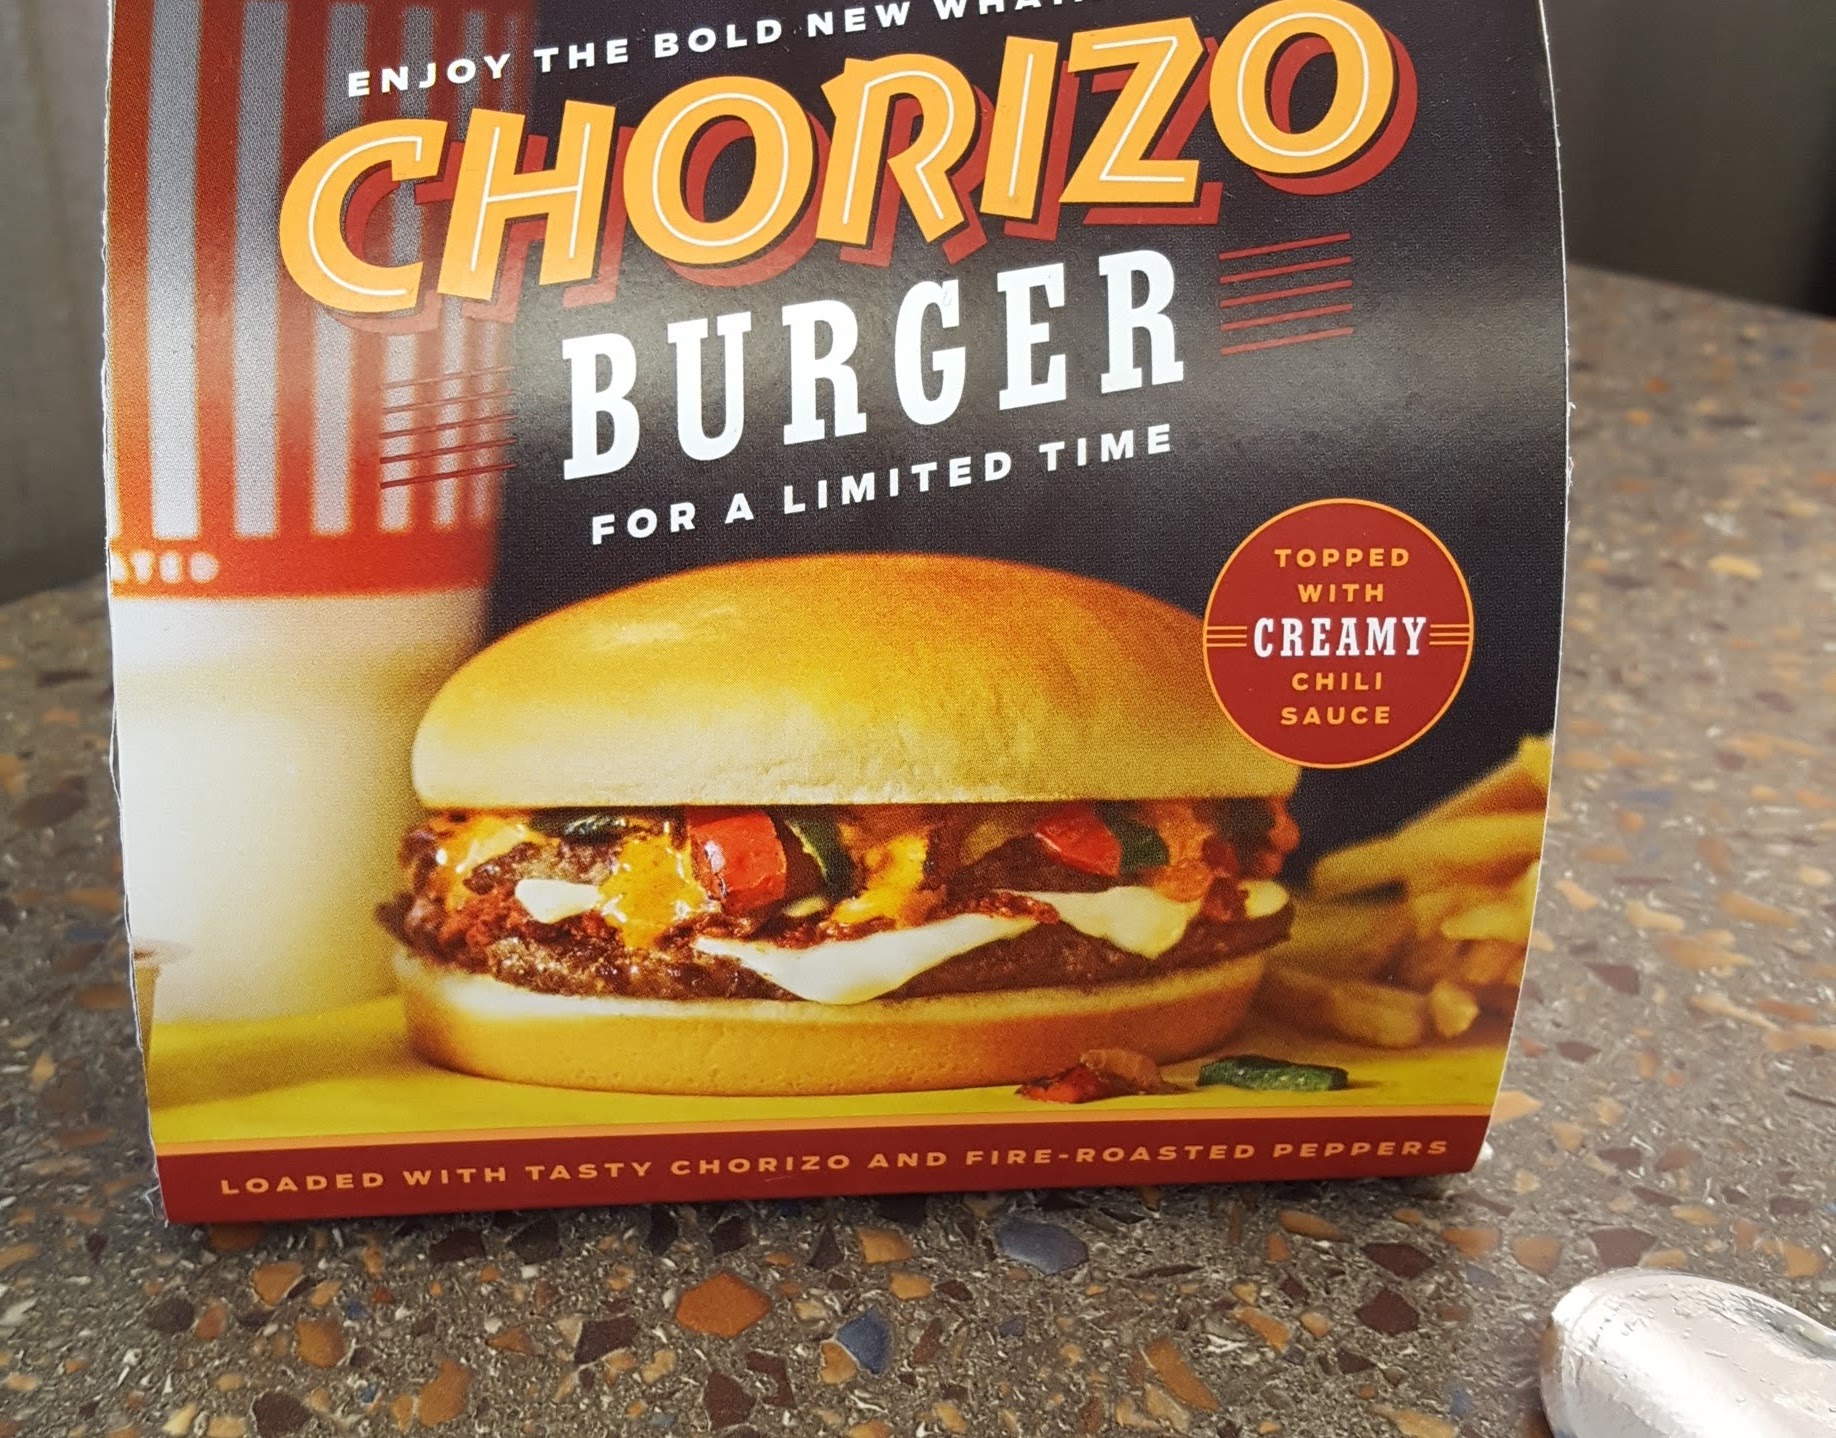 ENJOY THE BOLD NEW
CHORIZO
BURGER
FOR A LIMITED TIME
TOPPED
WITH
CREAMY
CHILI
SAUCE
LOADED WITH TASTY CHORIZO AND FIRE-ROASTED PEPPERS